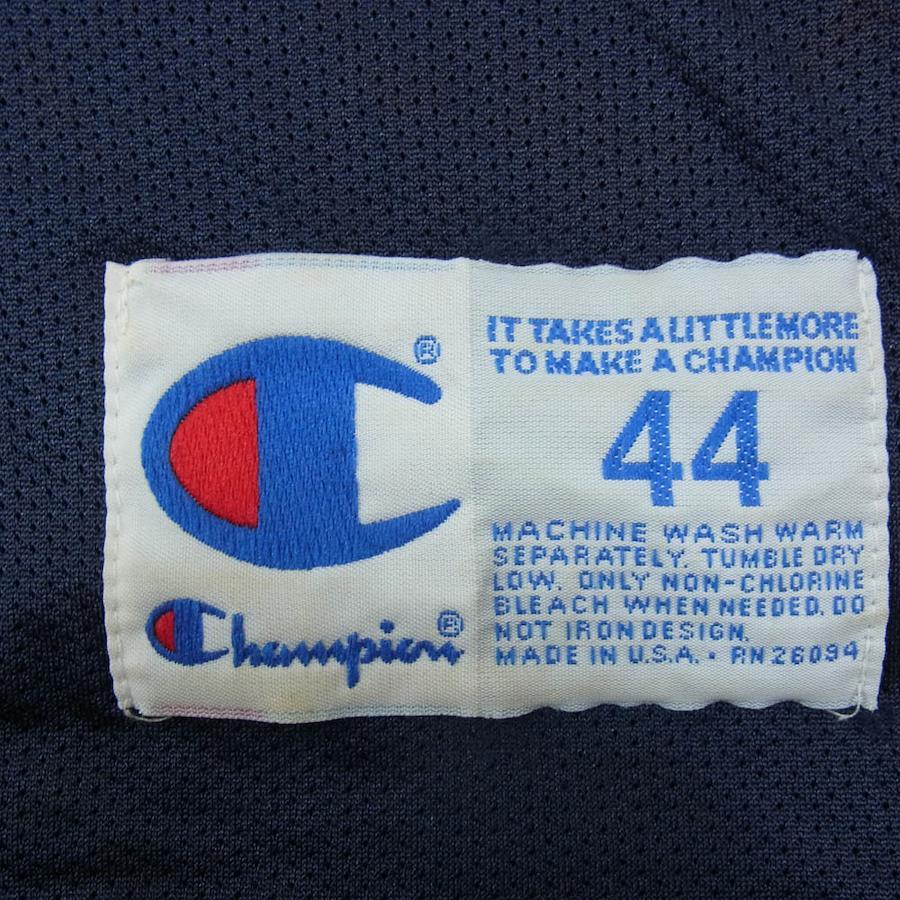 ®
Champion®
IT TAKES A LITTLE MORE
TO MAKE A CHAMPION
44
MACHINE WASH WARM
SEPARATELY. TUMBLE DRY
LOW. ONLY NON-CHLORINE
BLEACH WHEN NEEDED. DO
NOT IRON DESIGN.
MADE IN U.S.A. · RN26094